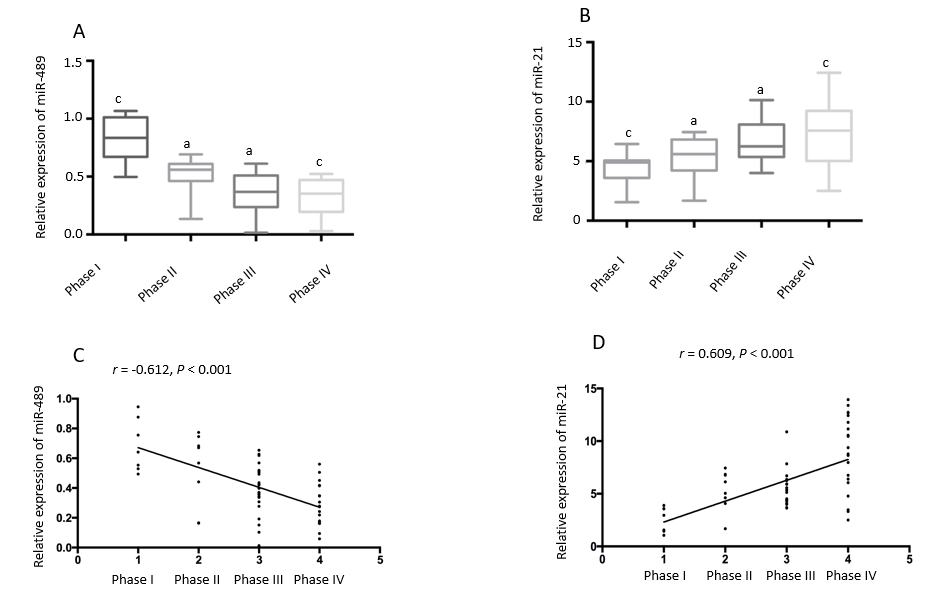 A
Relative expression of miR-489
1.5
1.0
0.5
0.0
c
a
a
c
Phase I
Phase II
Phase III
Phase IV
B
Relative expression of miR-21
15
10
5
0
c
a
a
c
Phase I
Phase II
Phase III
Phase IV
C
r = -0.612, P < 0.001
Relative expression of miR-489
1.0
0.8
0.6
0.4
0.2
0.0
0 1 2 3 4 5
Phase I Phase II Phase III Phase IV
D
r = 0.609, P < 0.001
Relative expression of miR-21
15
10
5
0
0 1 2 3 4 5
Phase I Phase II Phase III Phase IV